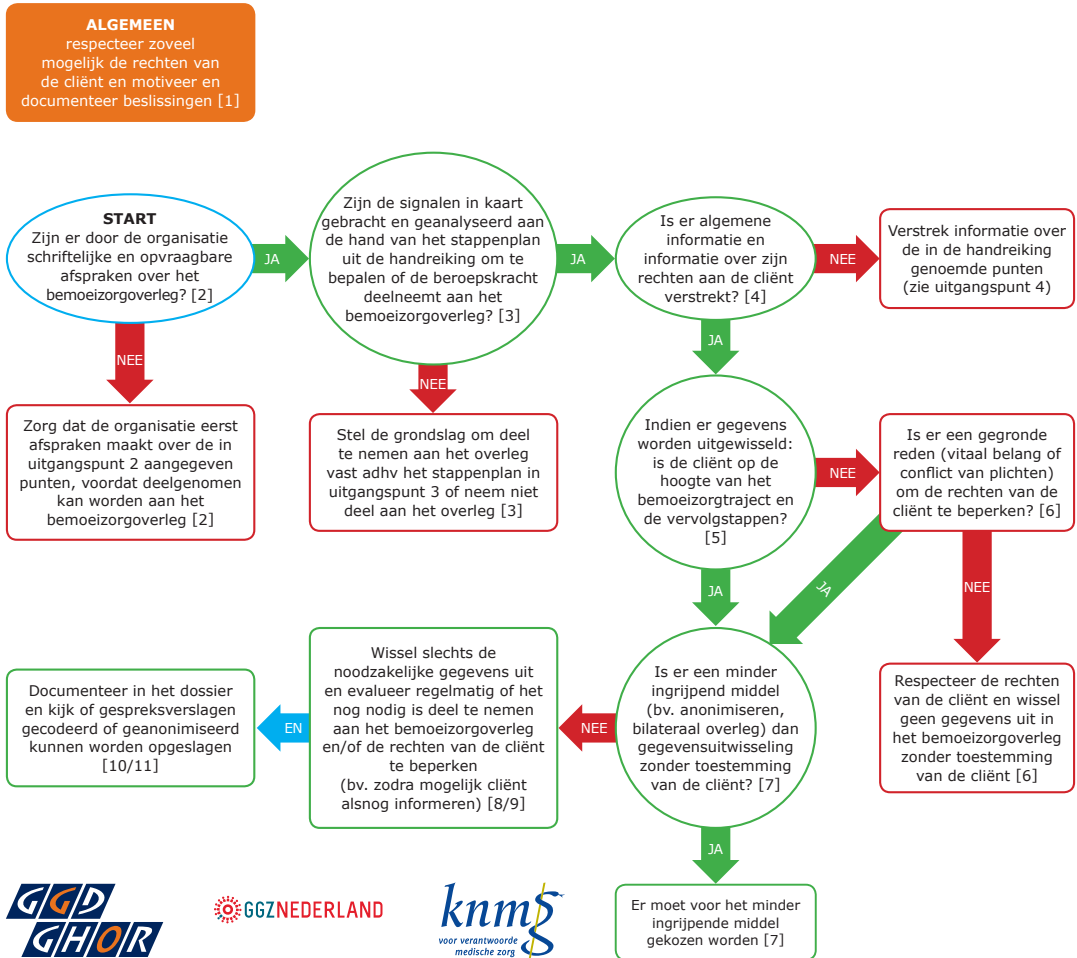 ALGEMEEN
respecteer zoveel
mogelijk de rechten van
de cliënt en motiveer en
documenteer beslissingen [1]
START
Zijn er door de organisatie
schriftelijke en opvraagbare
afspraken over het
bemoeizorgoverleg? [2]
JA
NEE
Zorg dat de organisatie eerst
afspraken maakt over de in
uitgangspunt 2 aangegeven
punten, voordat deelgenomen
kan worden aan het
bemoeizorgoverleg [2]
Zijn de signalen in kaart
gebracht en geanalyseerd aan
de hand van het stappenplan
uit de handreiking om te
bepalen of de beroepskracht
deelneemt aan het
bemoeizorgoverleg? [3]
JA
NEE
Stel de grondslag om deel
te nemen aan het overleg
vast adhv het stappenplan in
uitgangspunt 3 of neem niet
deel aan het overleg [3]
Is er algemene
informatie en
informatie over zijn
rechten aan de cliënt
verstrekt? [4]
NEE
Verstrek informatie over
de in de handreiking
genoemde punten
(zie uitgangspunt 4)
JA
Indien er gegevens
worden uitgewisseld:
is de cliënt op de
hoogte van het
bemoeizorgtraject en
de vervolgstappen?
[5]
NEE
Is er een gegronde
reden (vitaal belang of
conflict van plichten)
om de rechten van de
cliënt te beperken? [6]
JA
JA
NEE
Respecteer de rechten
van de cliënt en wissel
geen gegevens uit in
het bemoeizorgoverleg
zonder toestemming
van de cliënt [6]
Is er een minder
ingrijpend middel
(bv. anonimiseren,
bilateraal overleg) dan
gegevensuitwisseling
zonder toestemming
van de cliënt? [7]
NEE
Wissel slechts de
noodzakelijke gegevens uit
en evalueer regelmatig of het
nog nodig is deel te nemen
aan het bemoeizorgoverleg
en/of de rechten van de cliënt
te beperken
(bv. zodra mogelijk cliënt
alsnog informeren) [8/9]
EN
Documenteer in het dossier
en kijk of gespreksverslagen
gecodeerd of geanonimiseerd
kunnen worden opgeslagen
[10/11]
JA
Er moet voor het minder
ingrijpende middel
gekozen worden [7]
GGD
GHOR
GGZNEDERLAND
knmg
voor verantwoorde
medische zorg